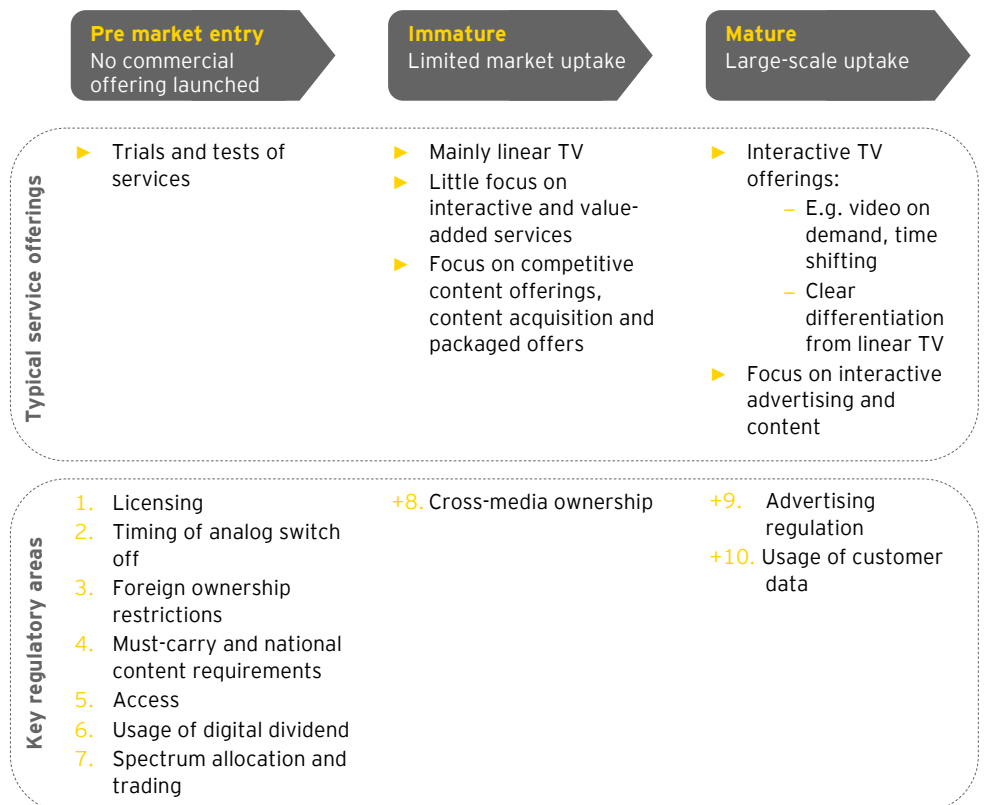 Pre market entry
No commercial
offering launched
Immature
Limited market uptake
Mature
Large-scale uptake
Typical service offerings
► Trials and tests of
services
► Mainly linear TV
► Little focus on
interactive and value-
added services
► Focus on competitive
content offerings,
content acquisition and
packaged offers
► Interactive TV
offerings:
– E.g. video on
demand, time
shifting
– Clear
differentiation
from linear TV
► Focus on interactive
advertising and
content
Key regulatory areas
1. Licensing
2. Timing of analog switch
off
3. Foreign ownership
restrictions
4. Must-carry and national
content requirements
5. Access
6. Usage of digital dividend
7. Spectrum allocation and
trading
+8. Cross-media ownership
+9. Advertising
regulation
+10. Usage of customer
data